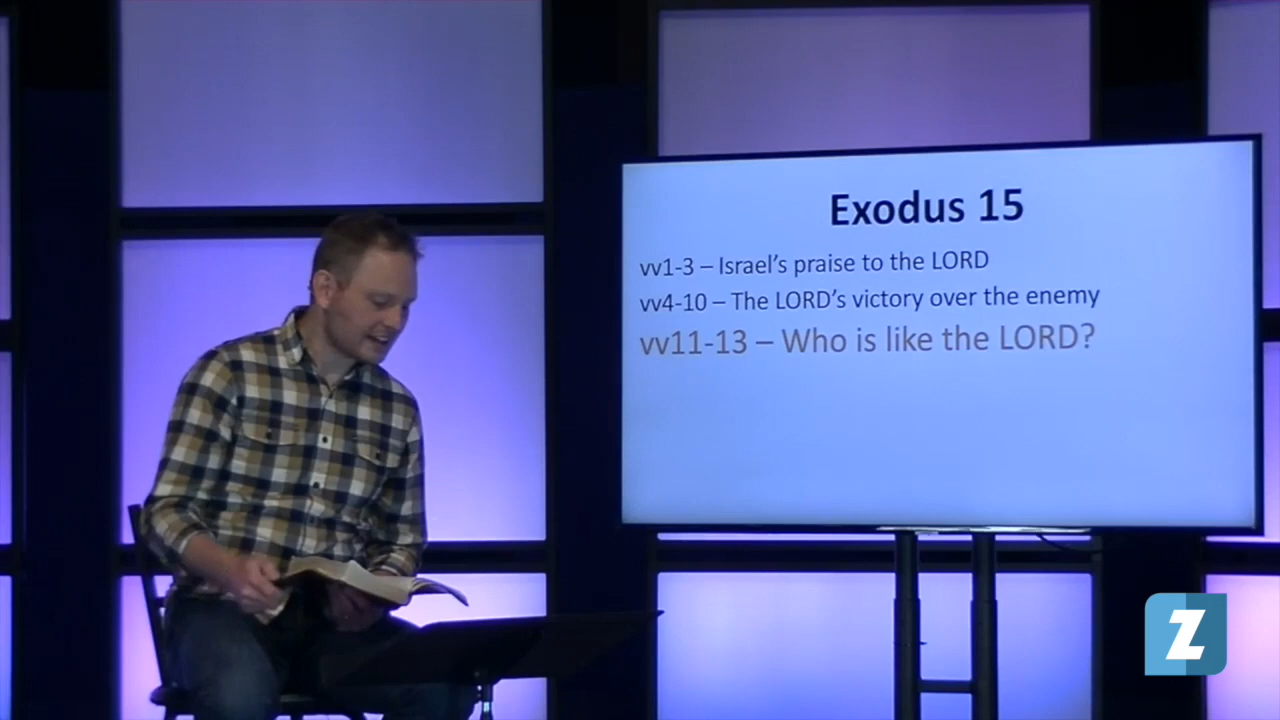 Exodus 15
vv1-3 – Israel’s praise to the LORD
vv4-10 – The LORD’s victory over the enemy
vv11-13 – Who is like the LORD?
Z